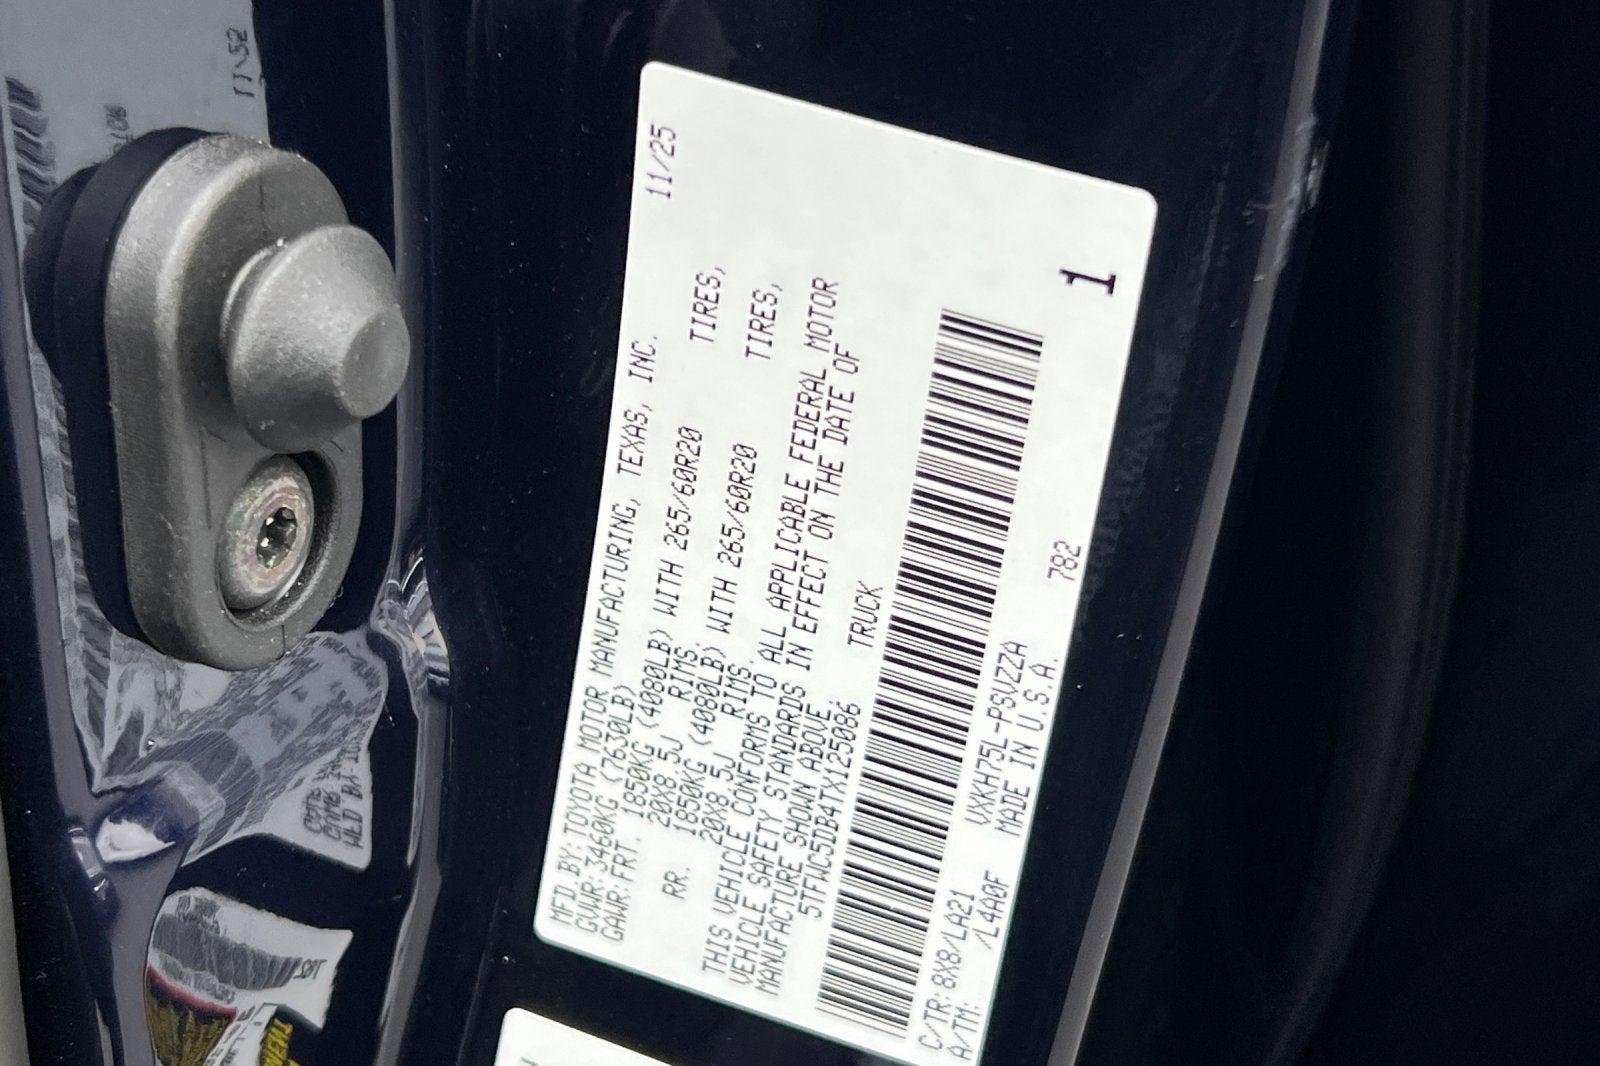 MFD.BY:TOYOTA MOTOR MANUFACTURING, TEXAS, INC. 11/25
GVWR:3460KG (7630LB)
GAWR:FRT. 1850KG (4080LB) WITH 265/60R20 TIRES,
20X8.5J RIMS.
RR. 1850KG (4080LB) WITH 265/60R20 TIRES,
20X8.5J RIMS.
THIS VEHICLE CONFORMS TO ALL APPLICABLE FEDERAL MOTOR
VEHICLE SAFETY STANDARDS IN EFFECT ON THE DATE OF
MANUFACTURE SHOWN ABOVE.
5TFWC5DB4TX125086 TRUCK
1
C/TR:8X8/LA21 VXKH75L-PSVZZA 782
A/TM: /L4A0F MADE IN U.S.A.